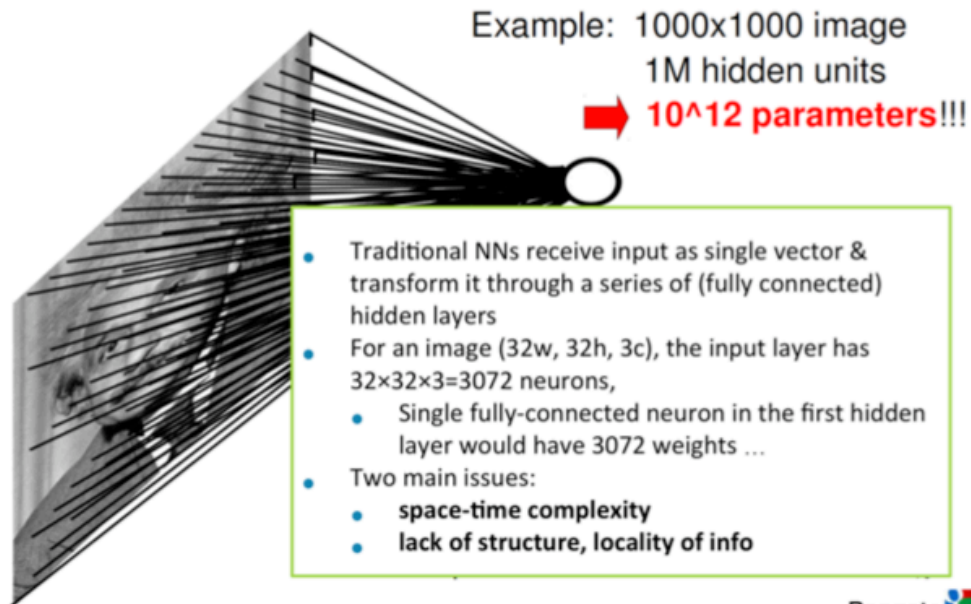 Example: 1000x1000 image
1M hidden units
10^12 parameters!!!
• Traditional NNs receive input as single vector &
transform it through a series of (fully connected)
hidden layers
• For an image (32w, 32h, 3c), the input layer has
32×32×3=3072 neurons,
• Single fully-connected neuron in the first hidden
layer would have 3072 weights …
• Two main issues:
• space-time complexity
• lack of structure, locality of info